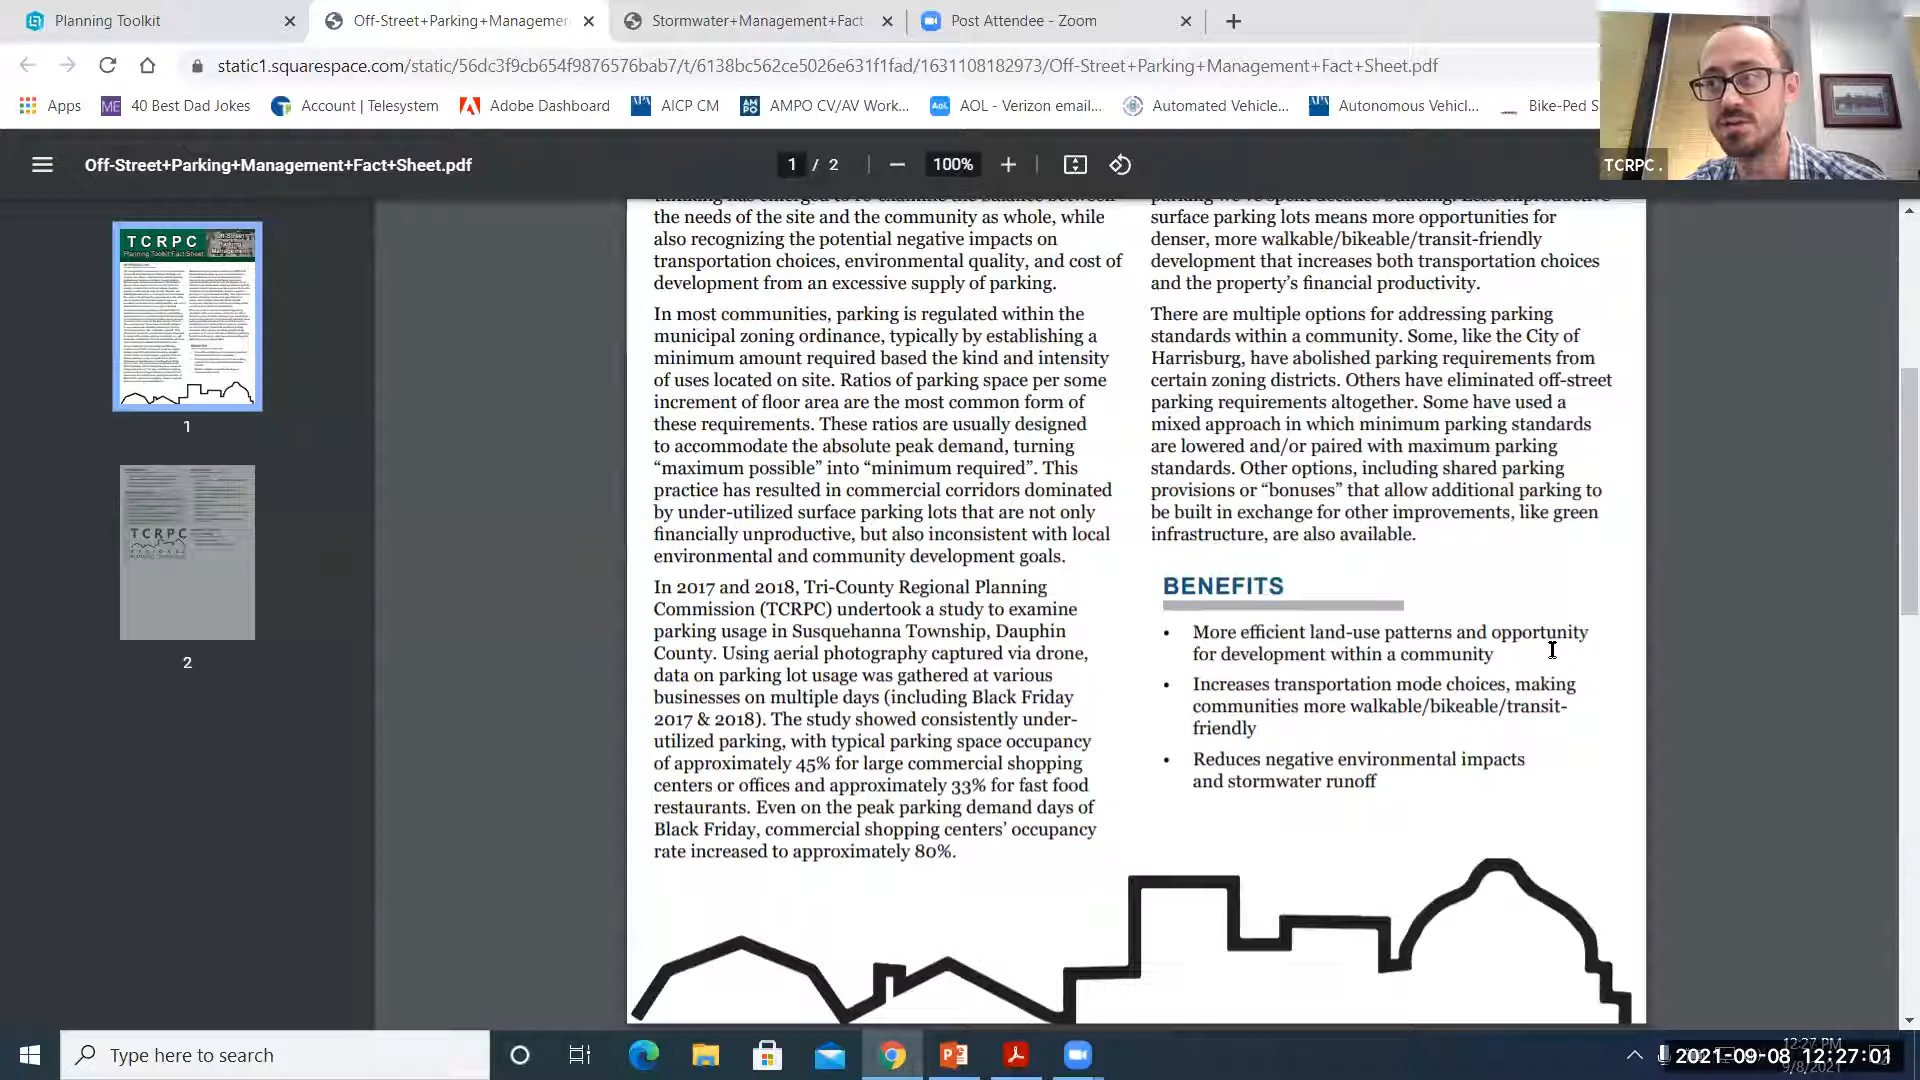 Planning Toolkit
Off-Street+Parking+Managemen
Stormwater+Management+Fact
Post Attendee - Zoom
static1.squarespace.com/static/56dc3f9cb654f9876576bab7/t/6138bc562ce5026e631f1fad/1631108182973/Off-Street+Parking+Management+Fact+Sheet.pdf
Apps
40 Best Dad Jokes
Account | Telesystem
Adobe Dashboard
AICP CM
AMPO CV/AV Work...
AOL - Verizon email...
Automated Vehicle...
Autonomous Vehicl...
Bike-Ped S
TCRPC .
Off-Street+Parking+Management+Fact+Sheet.pdf
1 / 2
100%
TCRPC
Planning Toolkit Fact Sheet
1
TCRPC
2
the needs of the site and the community as whole, while
also recognizing the potential negative impacts on
transportation choices, environmental quality, and cost of
development from an excessive supply of parking.
In most communities, parking is regulated within the
municipal zoning ordinance, typically by establishing a
minimum amount required based the kind and intensity
of uses located on site. Ratios of parking space per some
increment of floor area are the most common form of
these requirements. These ratios are usually designed
to accommodate the absolute peak demand, turning
“maximum possible” into “minimum required”. This
practice has resulted in commercial corridors dominated
by under-utilized surface parking lots that are not only
financially unproductive, but also inconsistent with local
environmental and community development goals.
In 2017 and 2018, Tri-County Regional Planning
Commission (TCRPC) undertook a study to examine
parking usage in Susquehanna Township, Dauphin
County. Using aerial photography captured via drone,
data on parking lot usage was gathered at various
businesses on multiple days (including Black Friday
2017 & 2018). The study showed consistently under-
utilized parking, with typical parking space occupancy
of approximately 45% for large commercial shopping
centers or offices and approximately 33% for fast food
restaurants. Even on the peak parking demand days of
Black Friday, commercial shopping centers’ occupancy
rate increased to approximately 80%.
surface parking lots means more opportunities for
denser, more walkable/bikeable/transit-friendly
development that increases both transportation choices
and the property’s financial productivity.
There are multiple options for addressing parking
standards within a community. Some, like the City of
Harrisburg, have abolished parking requirements from
certain zoning districts. Others have eliminated off-street
parking requirements altogether. Some have used a
mixed approach in which minimum parking standards
are lowered and/or paired with maximum parking
standards. Other options, including shared parking
provisions or “bonuses” that allow additional parking to
be built in exchange for other improvements, like green
infrastructure, are also available.
BENEFITS
• More efficient land-use patterns and opportunity
for development within a community
• Increases transportation mode choices, making
communities more walkable/bikeable/transit-
friendly
• Reduces negative environmental impacts
and stormwater runoff
Type here to search
12:27 PM
2021-09-08 12:27:01
9/8/2021